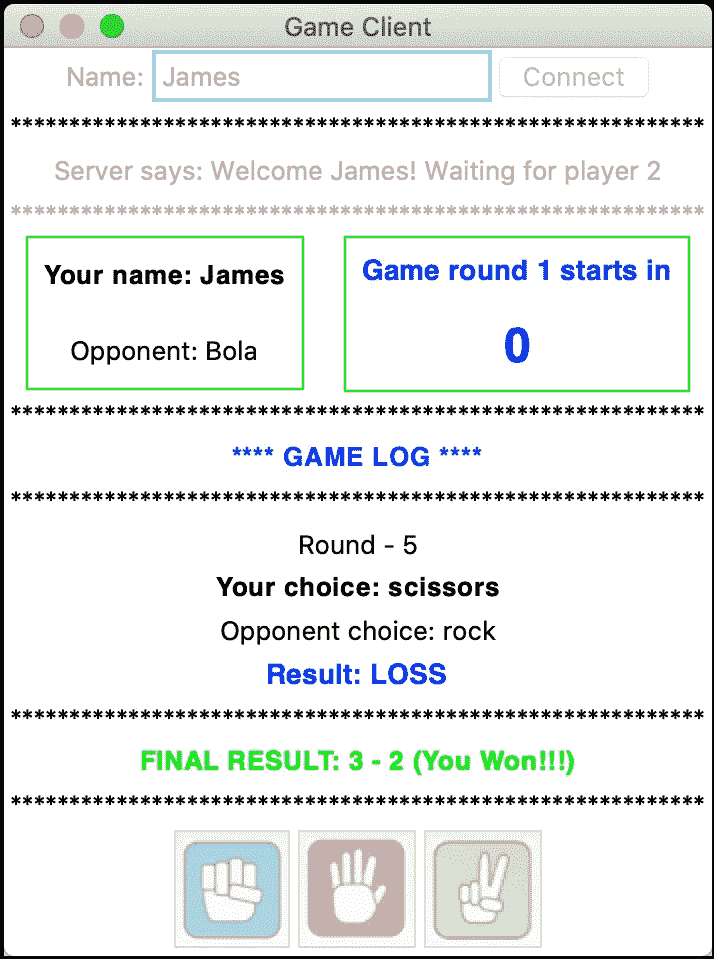 Game Client
Name: James Connect
**********************************************************
Server says: Welcome James! Waiting for player 2
**********************************************************
Your name: James
Opponent: Bola
Game round 1 starts in
0
**********************************************************
**** GAME LOG ****
**********************************************************
Round - 5
Your choice: scissors
Opponent choice: rock
Result: LOSS
**********************************************************
FINAL RESULT: 3 - 2 (You Won!!!)
**********************************************************